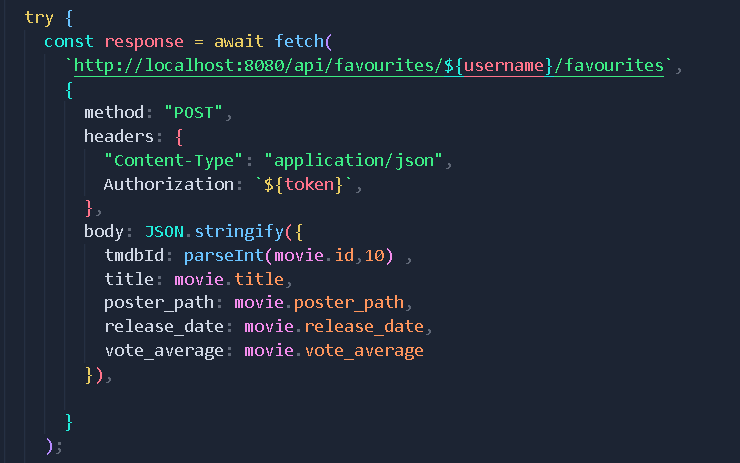 try {
const response = await fetch(
`http://localhost:8080/api/favourites/${username}/favourites`,
{
method: "POST",
headers: {
"Content-Type": "application/json",
Authorization: `${token}`,
},
body: JSON.stringify({
tmdbId: parseInt(movie.id,10) ,
title: movie.title,
poster_path: movie.poster_path,
release_date: movie.release_date,
vote_average: movie.vote_average
}),
}
);